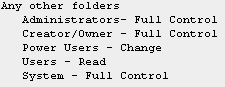 Any other folders
Administrators- Full Control
Creator/Owner - Full Control
Power Users - Change
Users - Read
System - Full Control